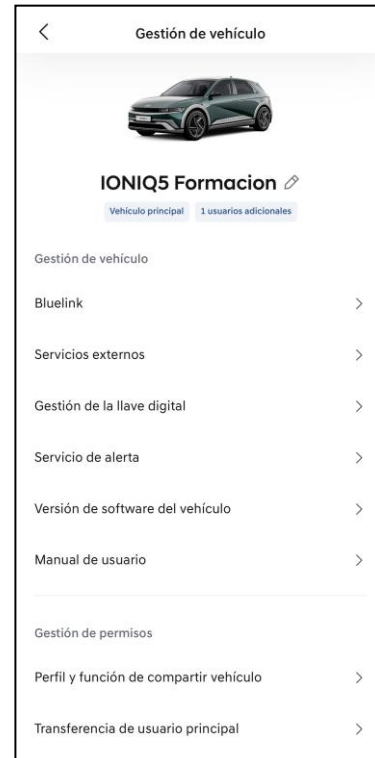 Gestión de vehículo
IONIQ5 Formacion
Vehículo principal 1 usuarios adicionales
Gestión de vehículo
Bluelink
Servicios externos
Gestión de la llave digital
Servicio de alerta
Versión de software del vehículo
Manual de usuario
Gestión de permisos
Perfil y función de compartir vehículo
Transferencia de usuario principal